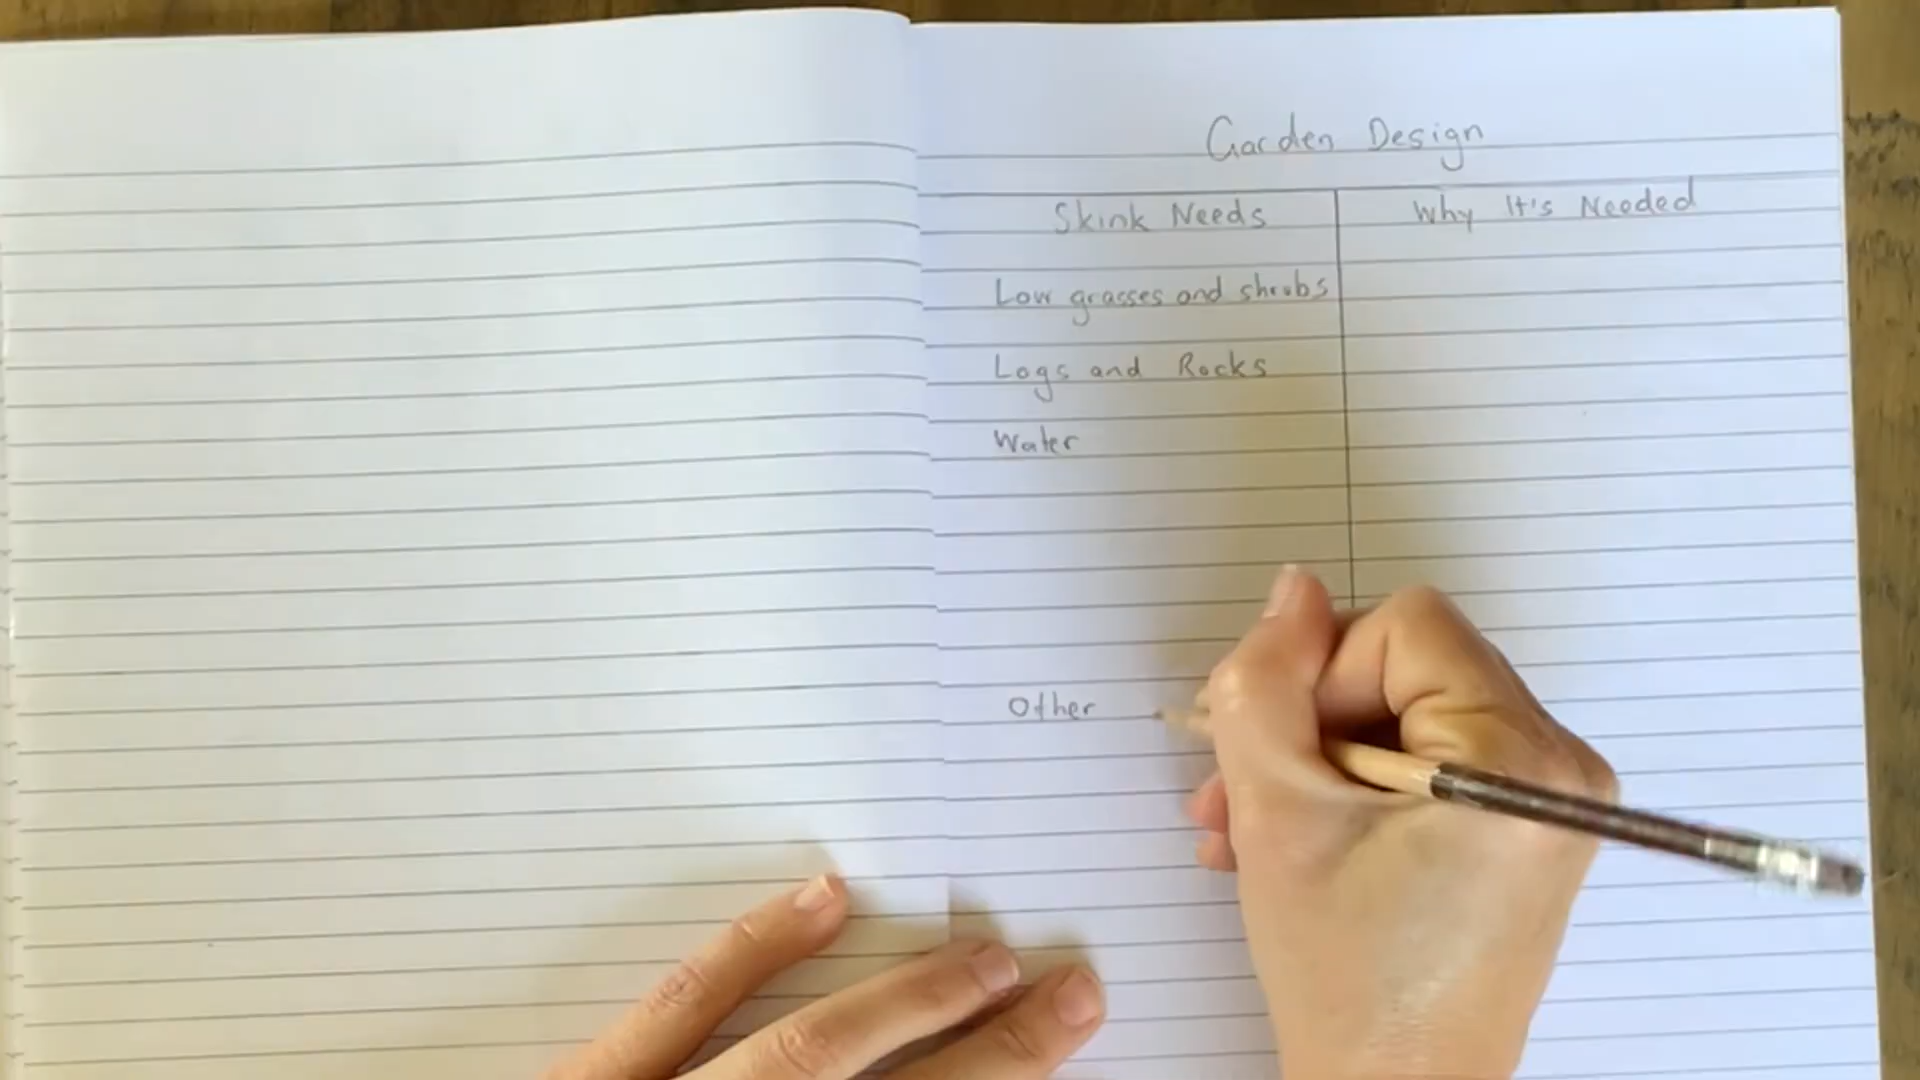 Garden Design
Skink Needs
Why It's Needed
Low grasses and shrubs
Logs and Rocks
Water
Other